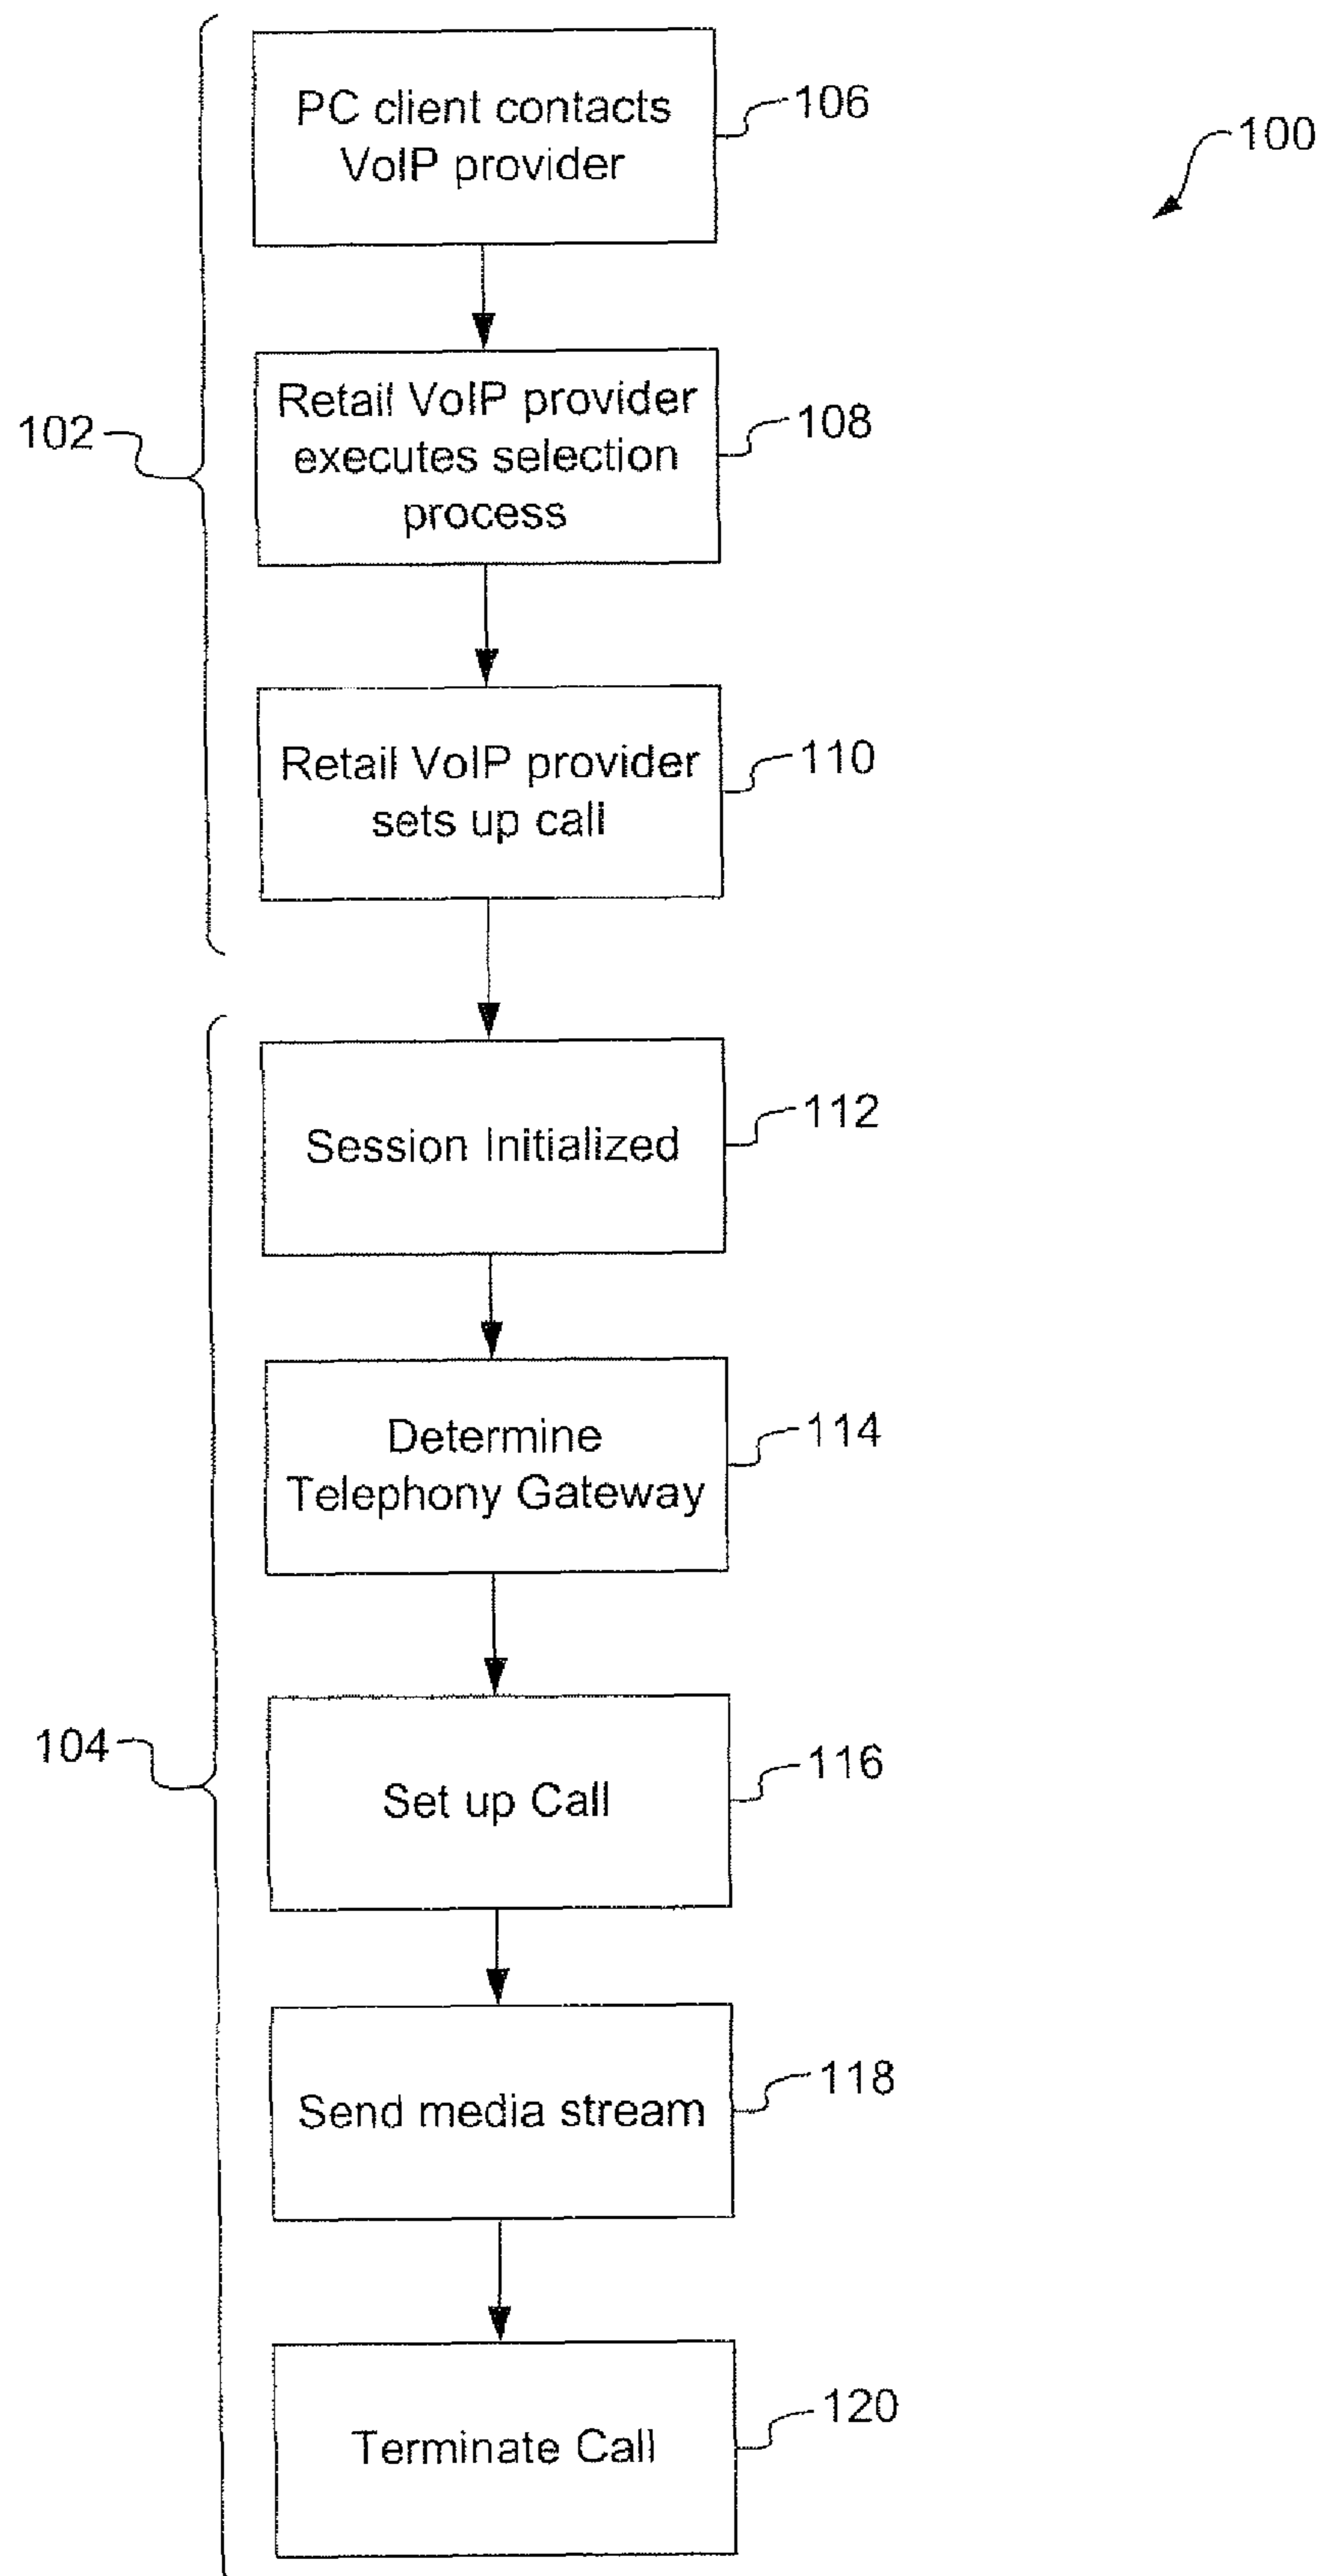 PC client contacts
VoIP provider
106
100
Retail VoIP provider
executes selection
process
108
102
Retail VoIP provider
sets up call
110
Session Initialized
112
Determine
Telephony Gateway
114
104
Set up Call
116
Send media stream
118
Terminate Call
120